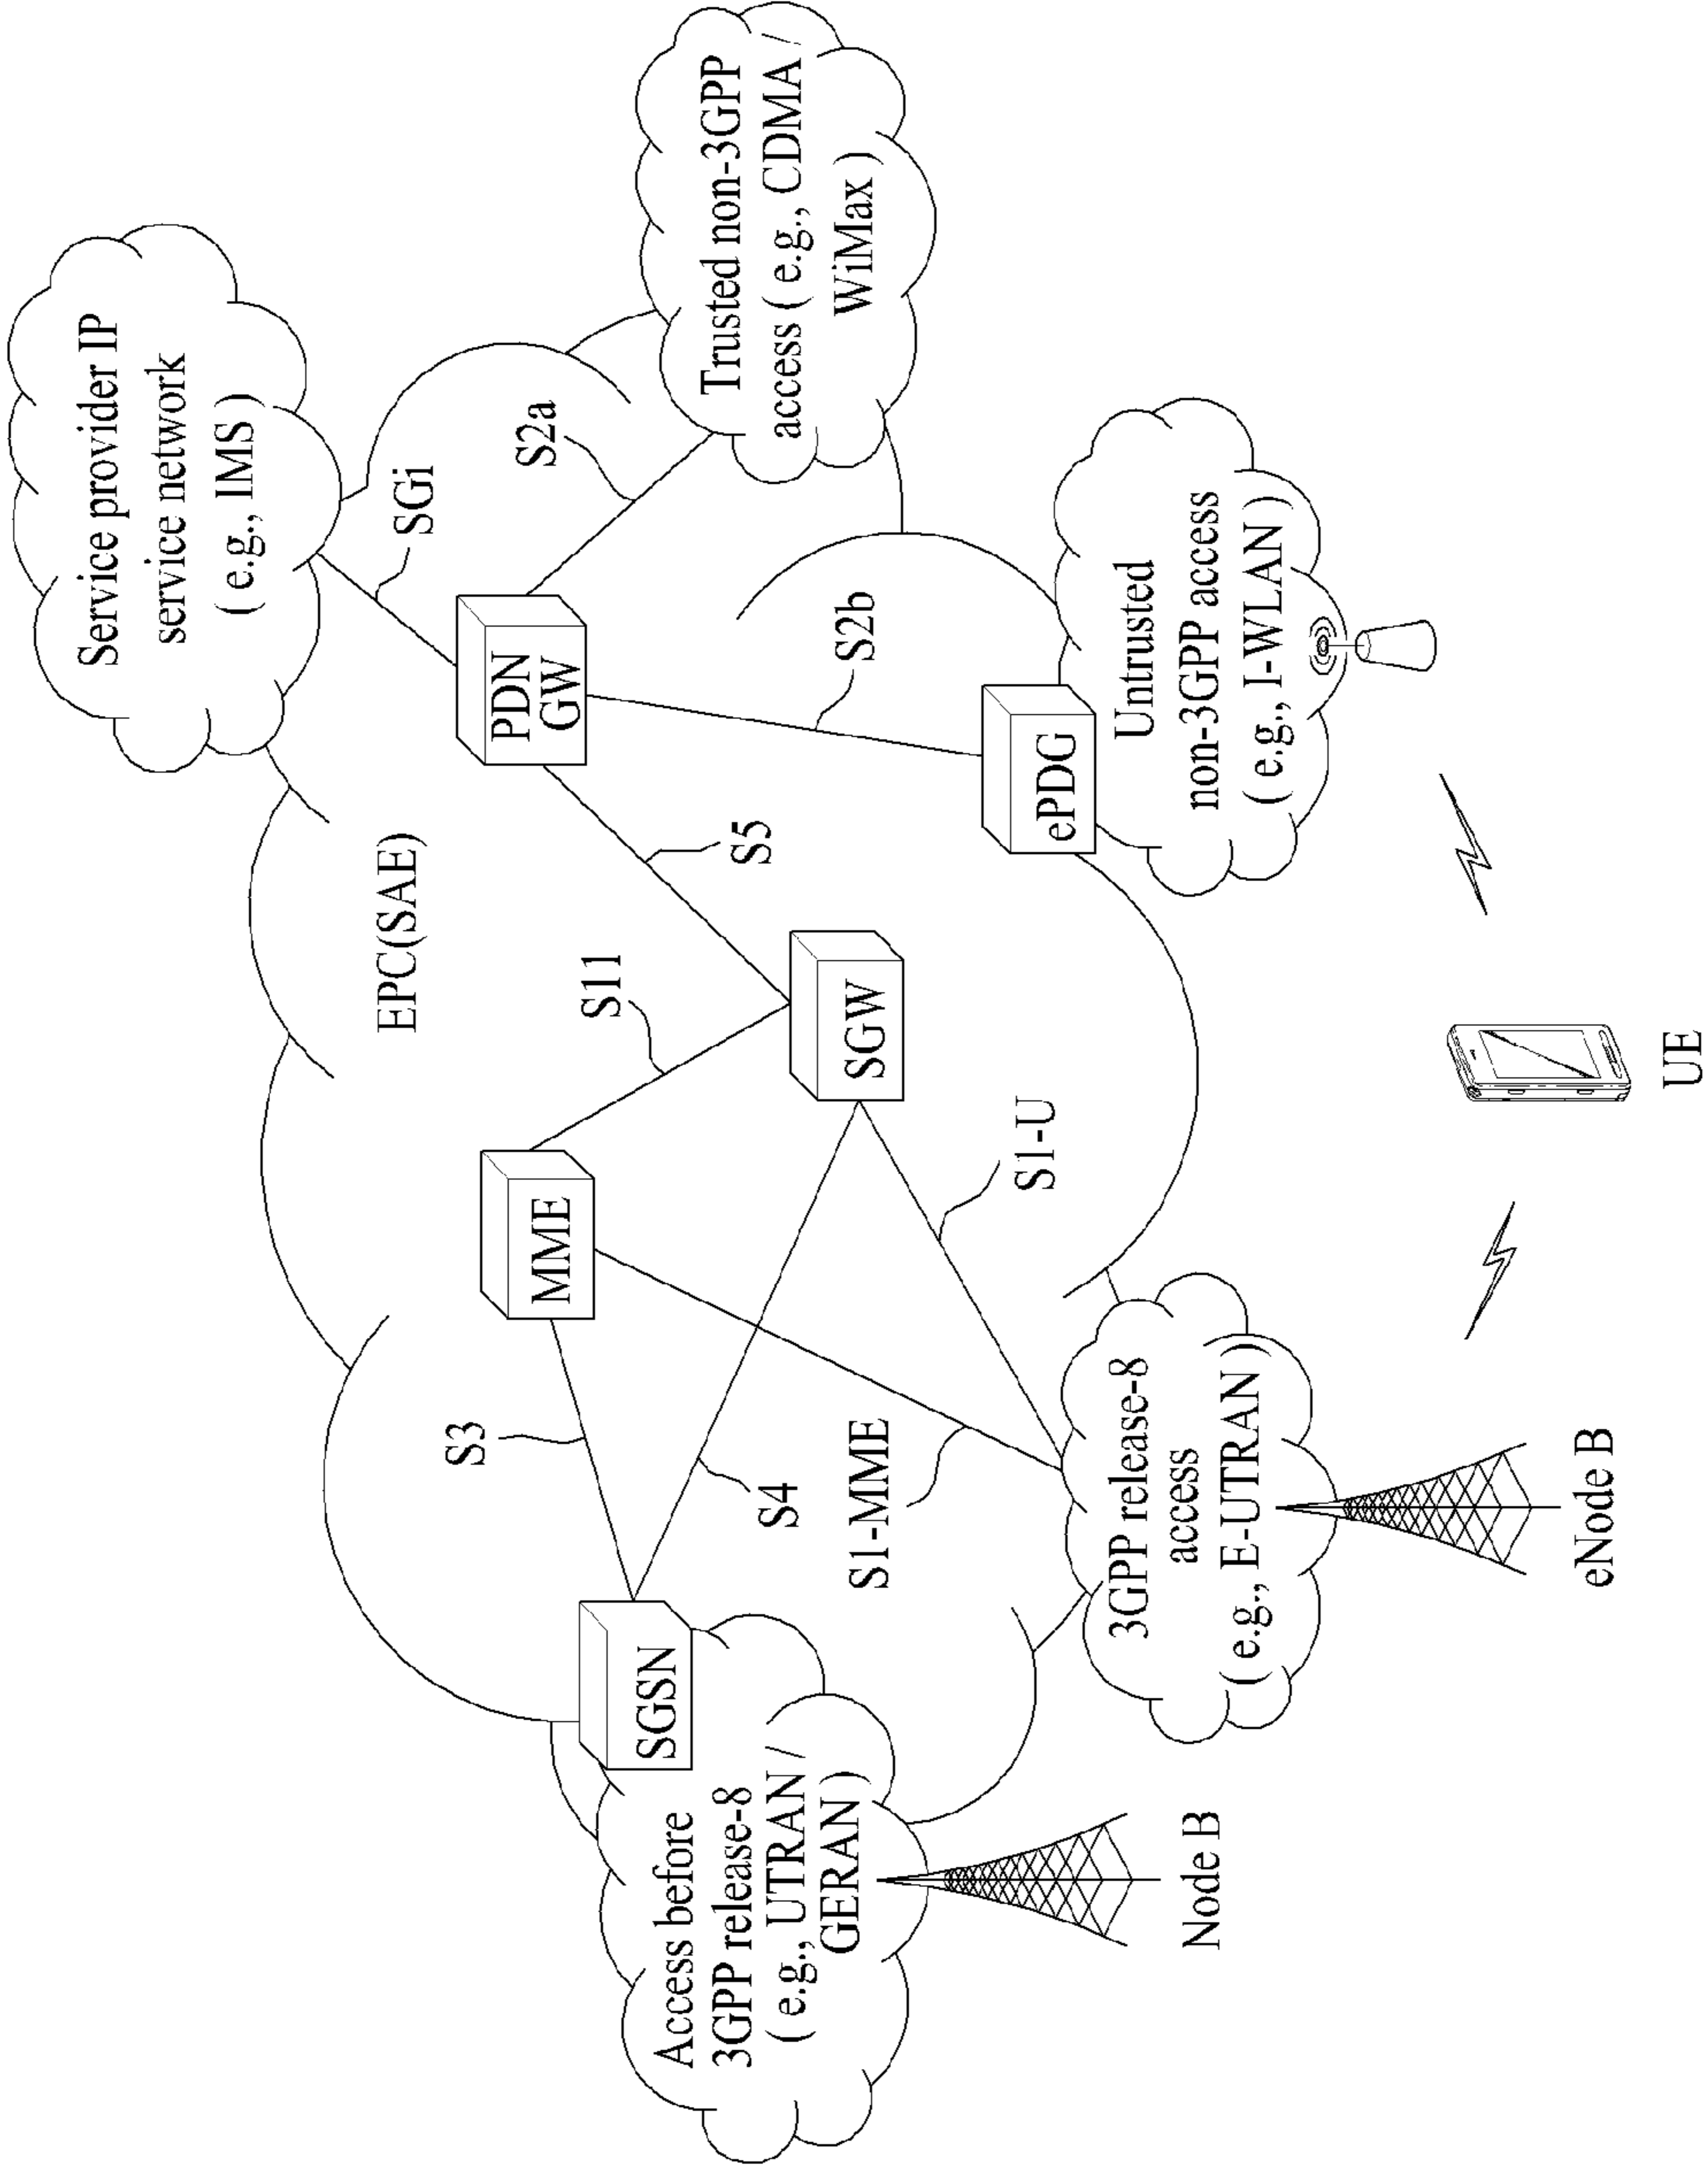 Service provider IP
service network
( e.g., IMS )
SGi
S2a
Trusted non-3GPP
access ( e.g., CDMA /
WiMax )
EPC(SAE)
PDN
GW
S2b
S5
S11
MME
SGW
ePDG
Untrusted
non-3GPP access
( e.g., I-WLAN )
S3
S4
S1-MME
S1-U
SGSN
Access before
3GPP release-8
( e.g., UTRAN /
GERAN )
3GPP release-8
access
( e.g., E-UTRAN )
Node B
eNode B
UE